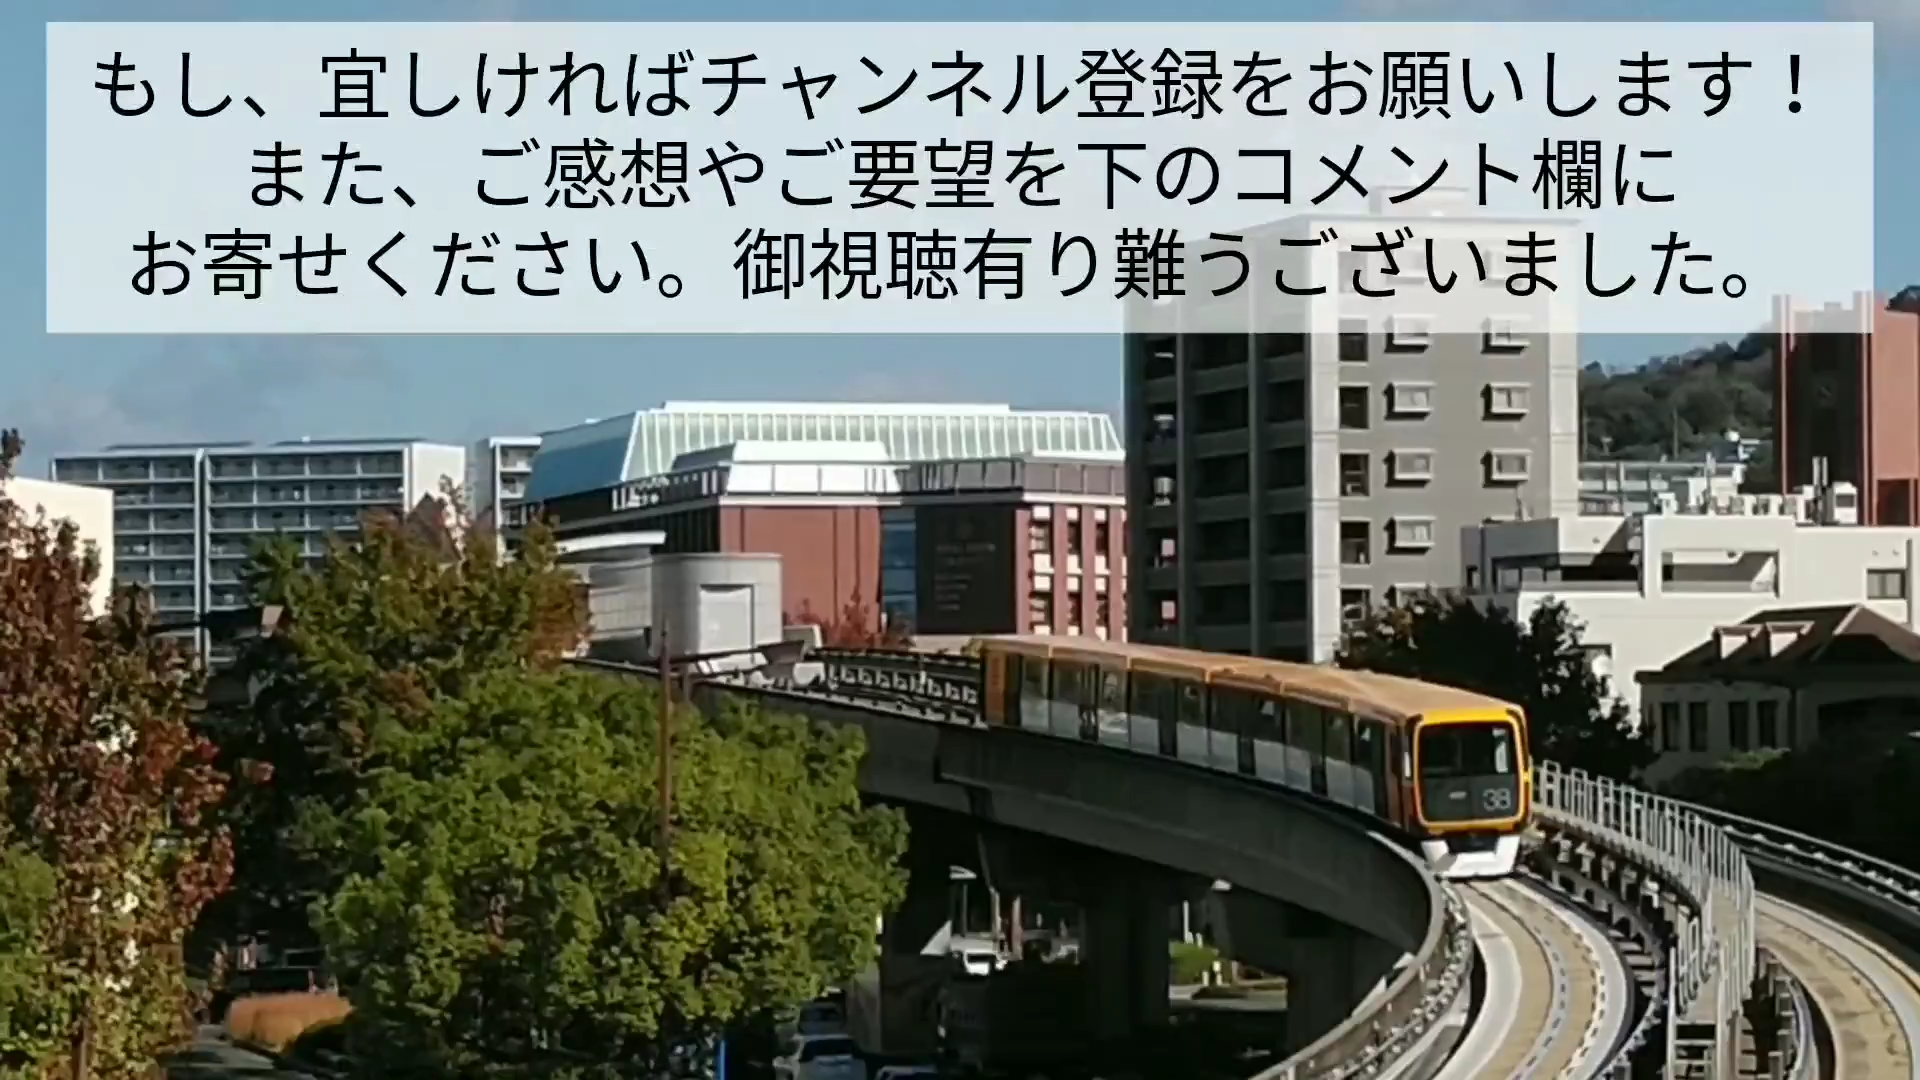 もし、宜しければチャンネル登録をお願いします！
また、ご感想やご要望を下のコメント欄に
お寄せください。御視聴有り難うございました。
38